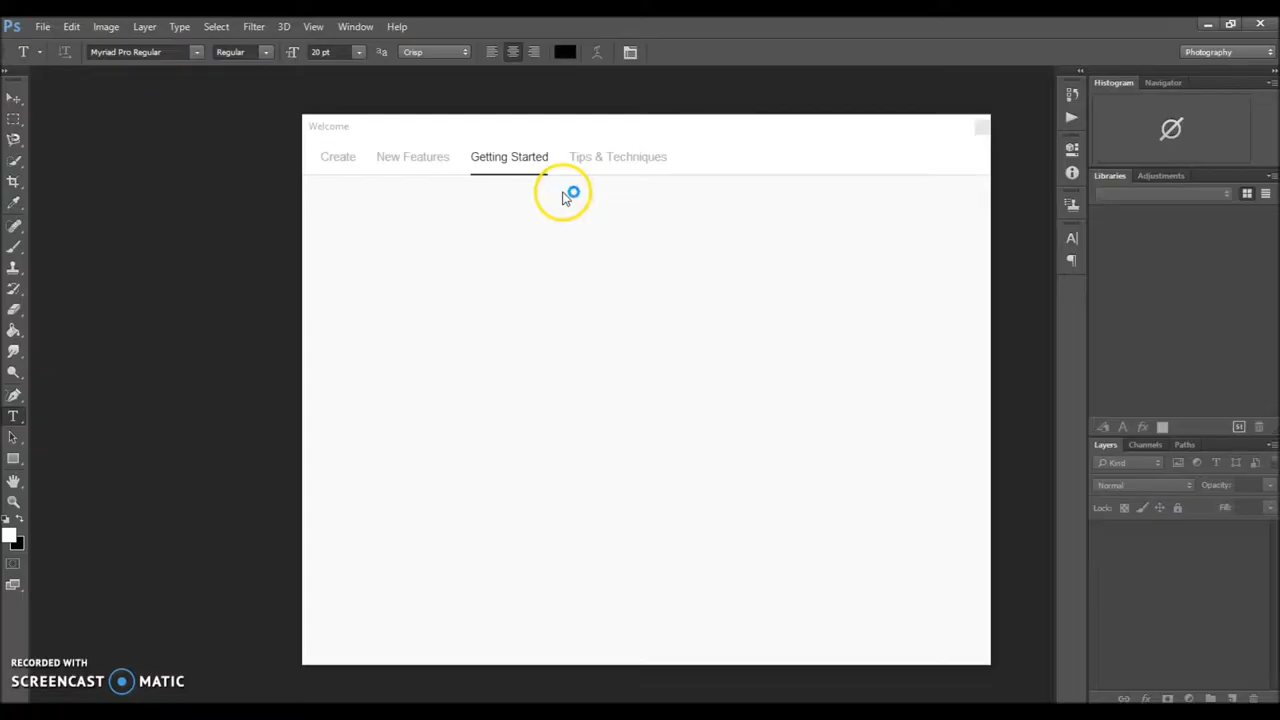 Ps File Edit Image Layer Type Select Filter 3D View Window Help
T Myriad Pro Regular Regular 20 pt aa Crisp Photography
Histogram Navigator
Welcome
Create New Features Getting Started Tips & Techniques
Libraries Adjustments
Layers Channels Paths
Kind
Normal Opacity:
Lock: Fill:
RECORDED WITH
SCREENCAST MATIC